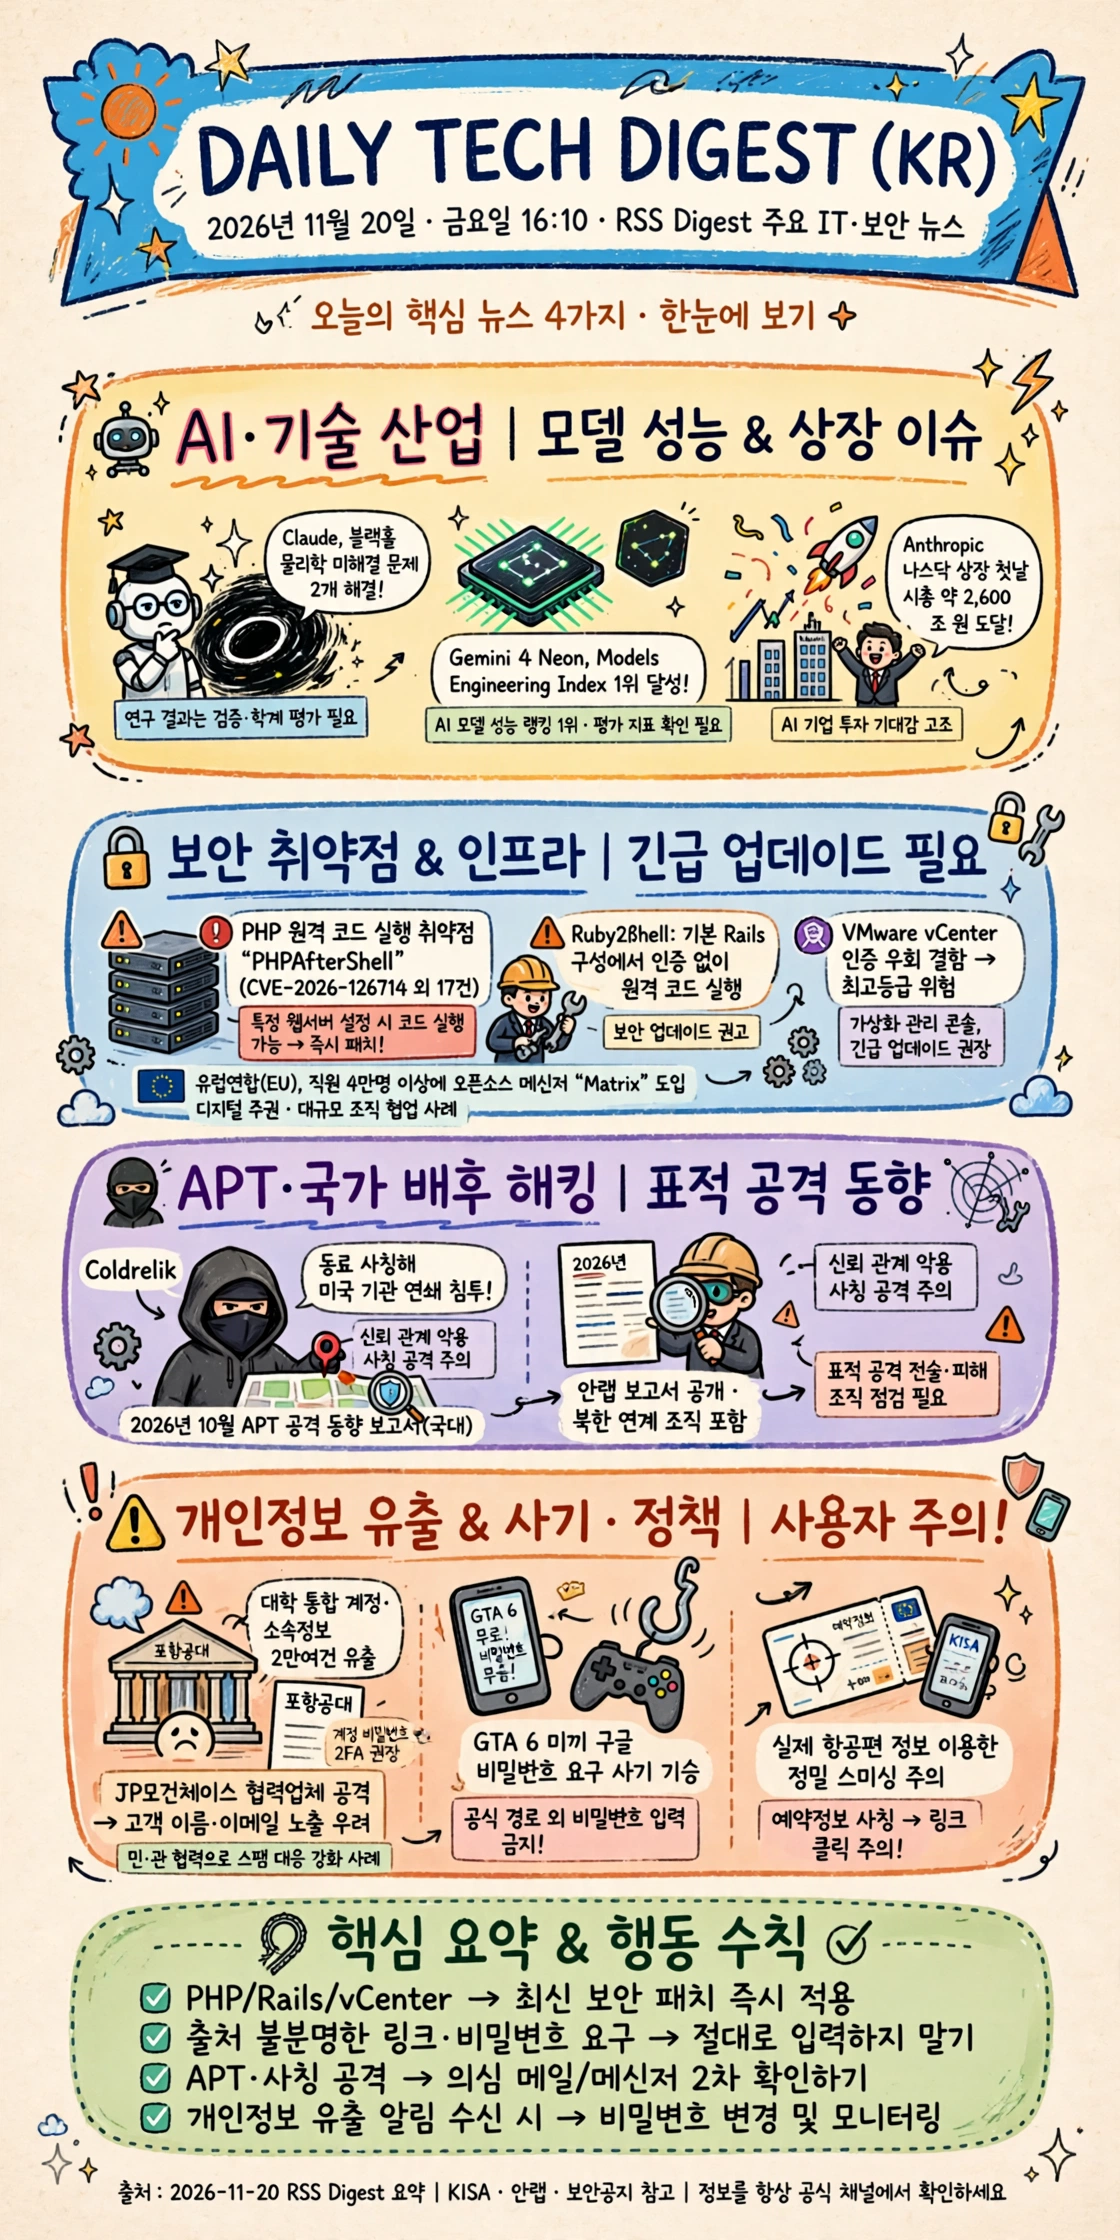 DAILY TECH DIGEST (KR)
2026년 11월 20일 · 금요일 16:10 · RSS Digest 주요 IT·보안 뉴스
오늘의 핵심 뉴스 4가지 · 한눈에 보기
AI·기술 산업 | 모델 성능 & 상장 이슈
Claude, 블랙홀
물리학 미해결 문제
2개 해결!
연구 결과는 검증·학계 평가 필요
Gemini 4 Neon, Models
Engineering Index 1위 달성!
AI 모델 성능 랭킹 1위 · 평가 지표 확인 필요
Anthropic
나스닥 상장 첫날
시총 약 2,600
조 원 도달!
AI 기업 투자 기대감 고조
보안 취약점 & 인프라 | 긴급 업데이트 필요
PHP 원격 코드 실행 취약점
“PHPAfterShell”
(CVE-2026-126714 외 17건)
특정 웹서버 설정 시 코드 실행
가능 → 즉시 패치!
Ruby2ßhell: 기본 Rails
구성에서 인증 없이
원격 코드 실행
보안 업데이트 권고
VMware vCenter
인증 우회 결함 →
최고등급 위험
가상화 관리 콘솔,
긴급 업데이트 권장
유럽연합(EU), 직원 4만명 이상에 오픈소스 메신저 “Matrix” 도입
디지털 주권 · 대규모 조직 협업 사례
APT·국가 배후 해킹 | 표적 공격 동향
Coldrelik
동료 사칭해
미국 기관 연쇄 침투!
신뢰 관계 악용
사칭 공격 주의
2026년 10월 APT 공격 동향 보고서(국대)
2026년
안랩 보고서 공개 ·
북한 연계 조직 포함
신뢰 관계 악용
사칭 공격 주의
표적 공격 전술·피해
조직 점검 필요
개인정보 유출 & 사기 · 정책 | 사용자 주의!
포항공대
대학 통합 계정·
소속정보
2만여건 유출
포항공대
계정 비밀번호
2FA 권장
JP모건체이스 협력업체 공격
→ 고객 이름·이메일 노출 우려
민·관 협력으로 스팸 대응 강화 사례
GTA 6
무료!
GTA 6 미끼 구글
비밀번호 요구 사기 기승
공식 경로 외 비밀번호 입력
금지!
KISA
실제 항공편 정보 이용한
정밀 스미싱 주의
예약정보 사칭 → 링크
클릭 주의!
핵심 요약 & 행동 수칙
PHP/Rails/vCenter → 최신 보안 패치 즉시 적용
출처 불분명한 링크·비밀번호 요구 → 절대로 입력하지 말기
APT·사칭 공격 → 의심 메일/메신저 2차 확인하기
개인정보 유출 알림 수신 시 → 비밀번호 변경 및 모니터링
출처 : 2026-11-20 RSS Digest 요약 | KISA · 안랩 · 보안공지 참고 | 정보를 항상 공식 채널에서 확인하세요